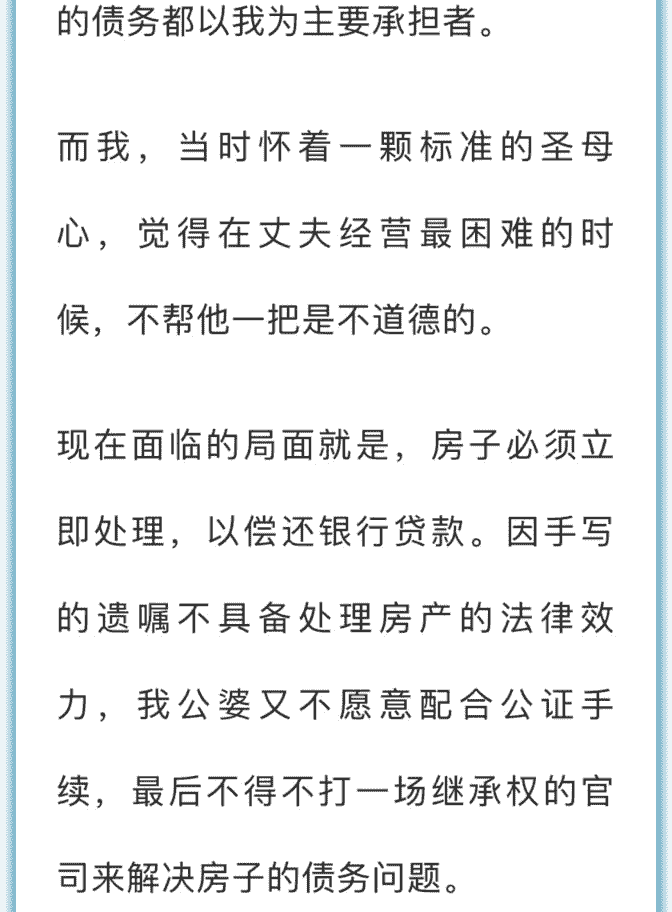 的债务都以我为主要承担者。
而我，当时怀着一颗标准的圣母
心，觉得在丈夫经营最困难的时
候，不帮他一把是不道德的。
现在面临的局面就是，房子必须立
即处理，以偿还银行贷款。因手写
的遗嘱不具备处理房产的法律效
力，我公婆又不愿意配合公证手
续，最后不得不打一场继承权的官
司来解决房子的债务问题。